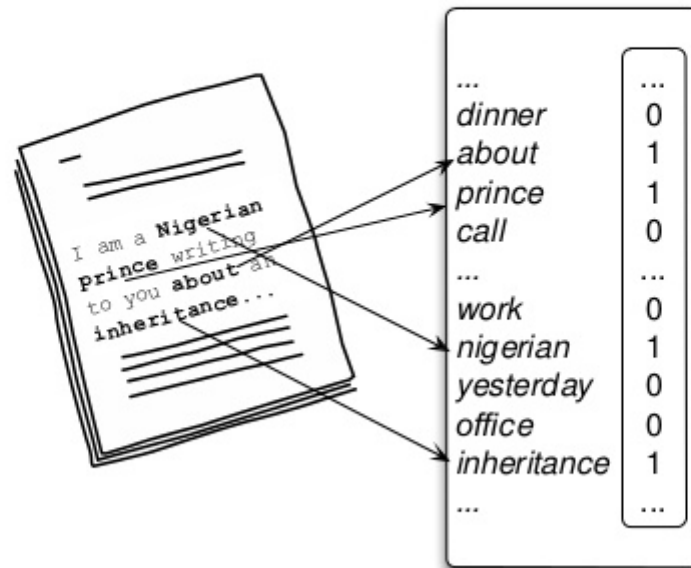 I am a Nigerian
prince writing
to you about an
inheritance...
... ...
dinner 0
about 1
prince 1
call 0
... ...
work 0
nigerian 1
yesterday 0
office 0
inheritance 1
... ...